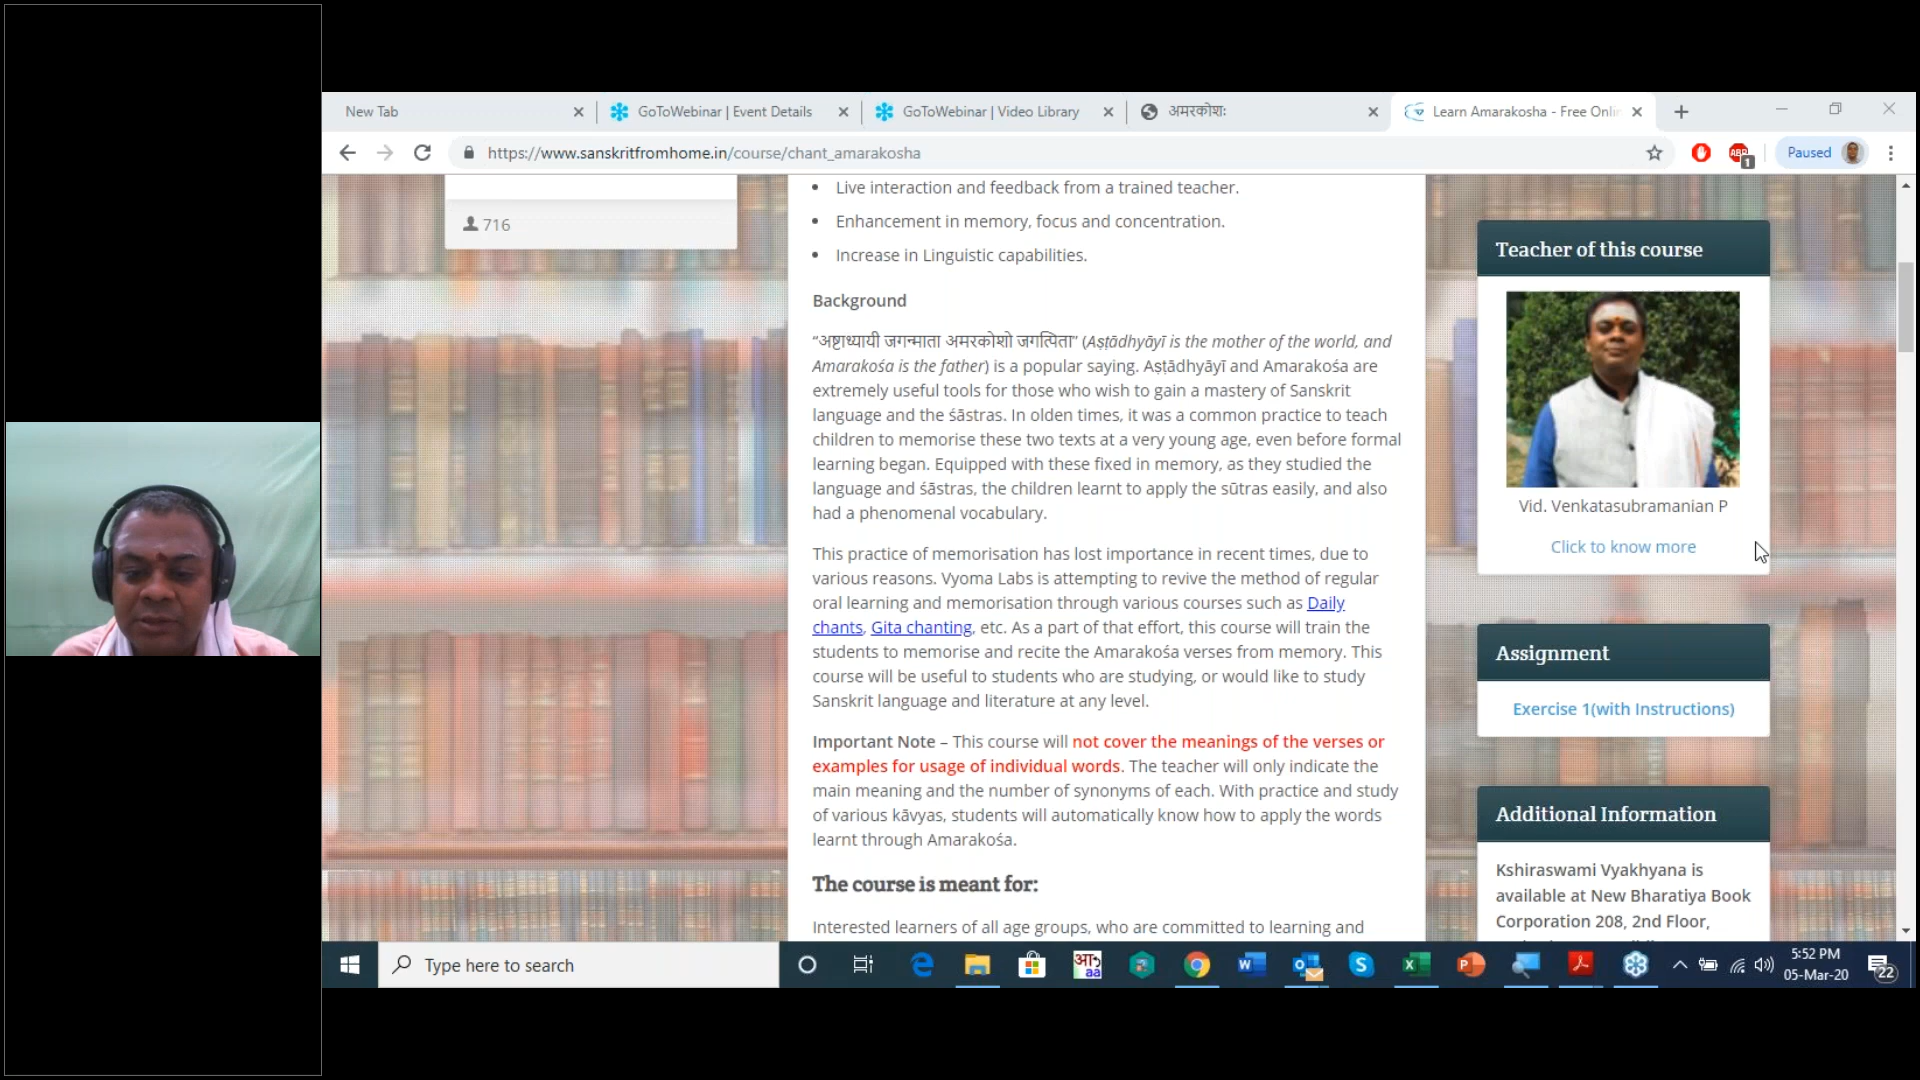 New Tab
GoToWebinar | Event Details
GoToWebinar | Video Library
अमरकोशः
Learn Amarakosha - Free Onlin
https://www.sanskritfromhome.in/course/chant_amarakosha
ABP
1
Paused
716
Live interaction and feedback from a trained teacher.
Enhancement in memory, focus and concentration.
Increase in Linguistic capabilities.
Background
“अष्टाध्यायी जगन्माता अमरकोशो जगत्पिता” (Aṣṭādhyāyī is the mother of the world, and
Amarakośa is the father) is a popular saying. Aṣṭādhyāyī and Amarakośa are
extremely useful tools for those who wish to gain a mastery of Sanskrit
language and the śāstras. In olden times, it was a common practice to teach
children to memorise these two texts at a very young age, even before formal
learning began. Equipped with these fixed in memory, as they studied the
language and śāstras, the children learnt to apply the sūtras easily, and also
had a phenomenal vocabulary.
This practice of memorisation has lost importance in recent times, due to
various reasons. Vyoma Labs is attempting to revive the method of regular
oral learning and memorisation through various courses such as Daily
chants, Gita chanting, etc. As a part of that effort, this course will train the
students to memorise and recite the Amarakośa verses from memory. This
course will be useful to students who are studying, or would like to study
Sanskrit language and literature at any level.
Important Note – This course will not cover the meanings of the verses or
examples for usage of individual words. The teacher will only indicate the
main meaning and the number of synonyms of each. With practice and study
of various kāvyas, students will automatically know how to apply the words
learnt through Amarakośa.
The course is meant for:
Interested learners of all age groups, who are committed to learning and
Teacher of this course
Vid. Venkatasubramanian P
Click to know more
Assignment
Exercise 1(with Instructions)
Additional Information
Kshiraswami Vyakhyana is
available at New Bharatiya Book
Corporation 208, 2nd Floor,
Type here to search
5:52 PM
05-Mar-20
22